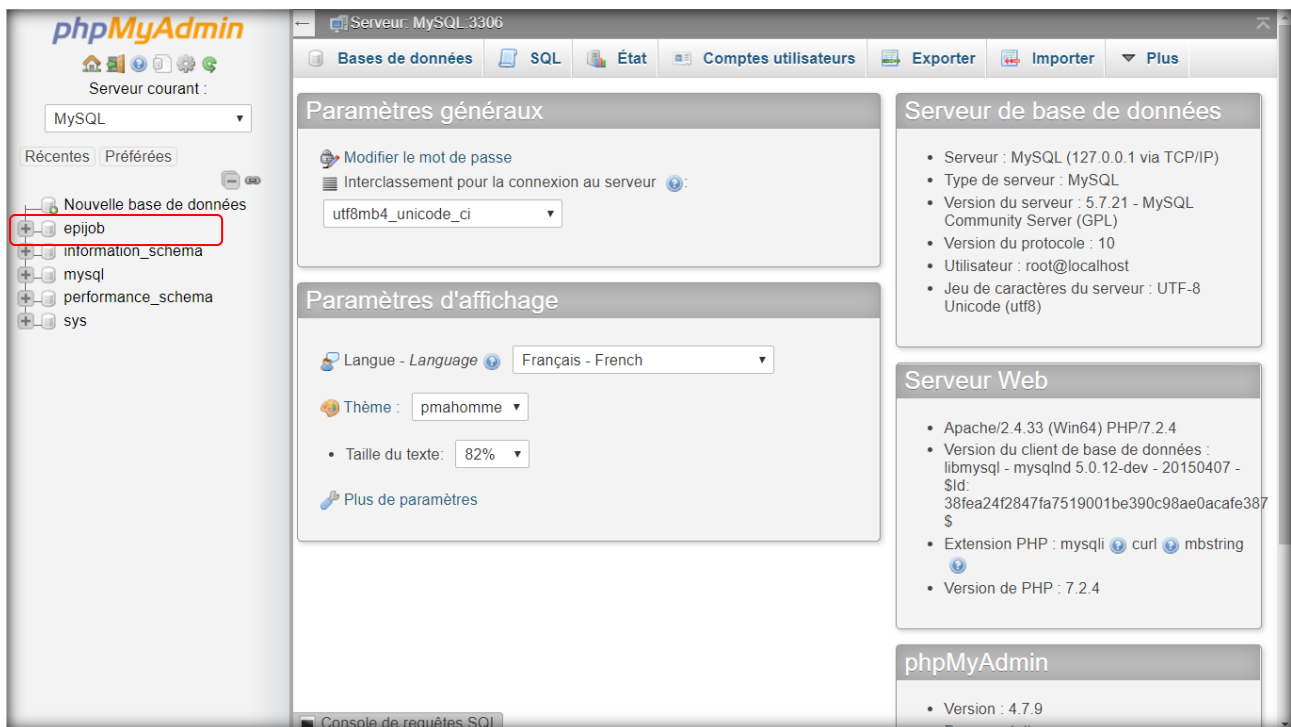 phpMyAdmin
Serveur courant :
MySQL
Récentes Préférées
Nouvelle base de données
epijob
information_schema
mysql
performance_schema
sys
Serveur: MySQL:3306
Bases de données SQL État Comptes utilisateurs Exporter Importer Plus
Paramètres généraux
Modifier le mot de passe
Interclassement pour la connexion au serveur :
utf8mb4_unicode_ci
Paramètres d'affichage
Langue - Language
Français - French
Thème :
pmahomme
• Taille du texte:
82%
Plus de paramètres
Console de requêtes SQL
Serveur de base de données
• Serveur : MySQL (127.0.0.1 via TCP/IP)
• Type de serveur : MySQL
• Version du serveur : 5.7.21 - MySQL
Community Server (GPL)
• Version du protocole : 10
• Utilisateur : root@localhost
• Jeu de caractères du serveur : UTF-8
Unicode (utf8)
Serveur Web
• Apache/2.4.33 (Win64) PHP/7.2.4
• Version du client de base de données :
libmysql - mysqlnd 5.0.12-dev - 20150407 -
$Id:
38fea24f2847fa7519001be390c98ae0acafe387
$
• Extension PHP : mysqli curl mbstring
• Version de PHP : 7.2.4
phpMyAdmin
• Version : 4.7.9